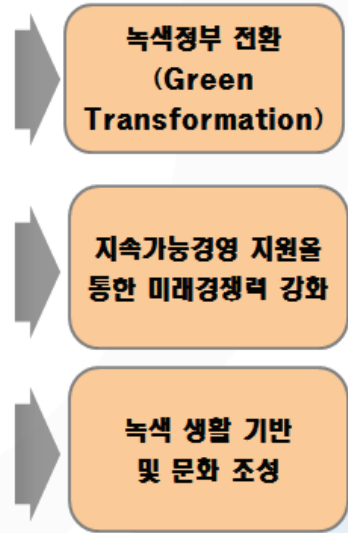 녹색정부 전환
(Green
Transformation)
지속가능경영 지원을
통한 미래경쟁력 강화
녹색 생활 기반
및 문화 조성